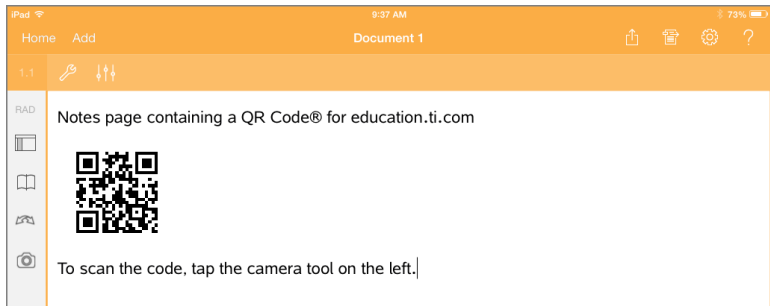 iPad 9:37 AM 73%
Home Add Document 1 ?
1.1
RAD
Notes page containing a QR Code® for education.ti.com
To scan the code, tap the camera tool on the left.